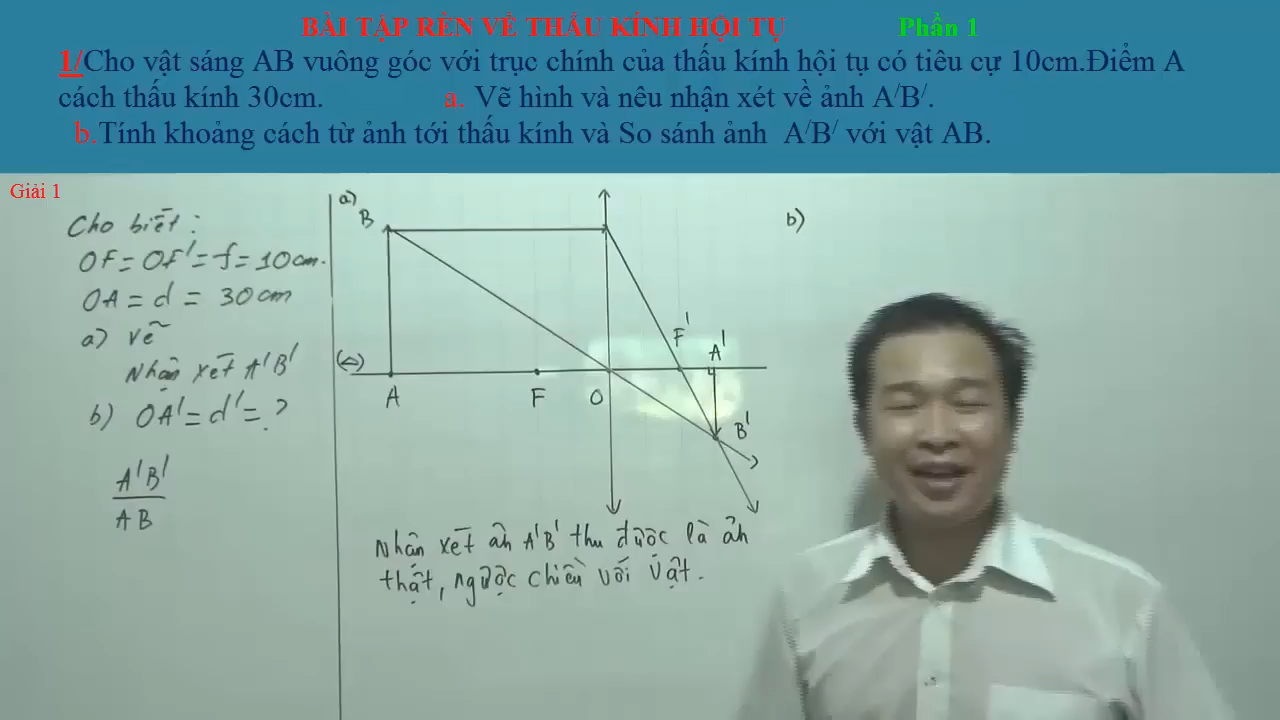 BÀI TẬP RÈN VỀ THẤU KÍNH HỘI TỤ Phần 1
1/Cho vật sáng AB vuông góc với trục chính của thấu kính hội tụ có tiêu cự 10cm.Điểm A
cách thấu kính 30cm. a. Vẽ hình và nêu nhận xét về ảnh A/B/.
b.Tính khoảng cách từ ảnh tới thấu kính và So sánh ảnh A/B/ với vật AB.
Giải 1
Cho biết:
OF = OF' = f = 10cm.
OA = d = 30cm
a) Vẽ
Nhận xét A'B'
b) OA' = d' = ?
A'B'
AB
a)
B
F'
A'
(Δ)
A F O
B'
Nhận xét ảh A'B' thu được là ảh
thật, ngược chiều với vật.
b)